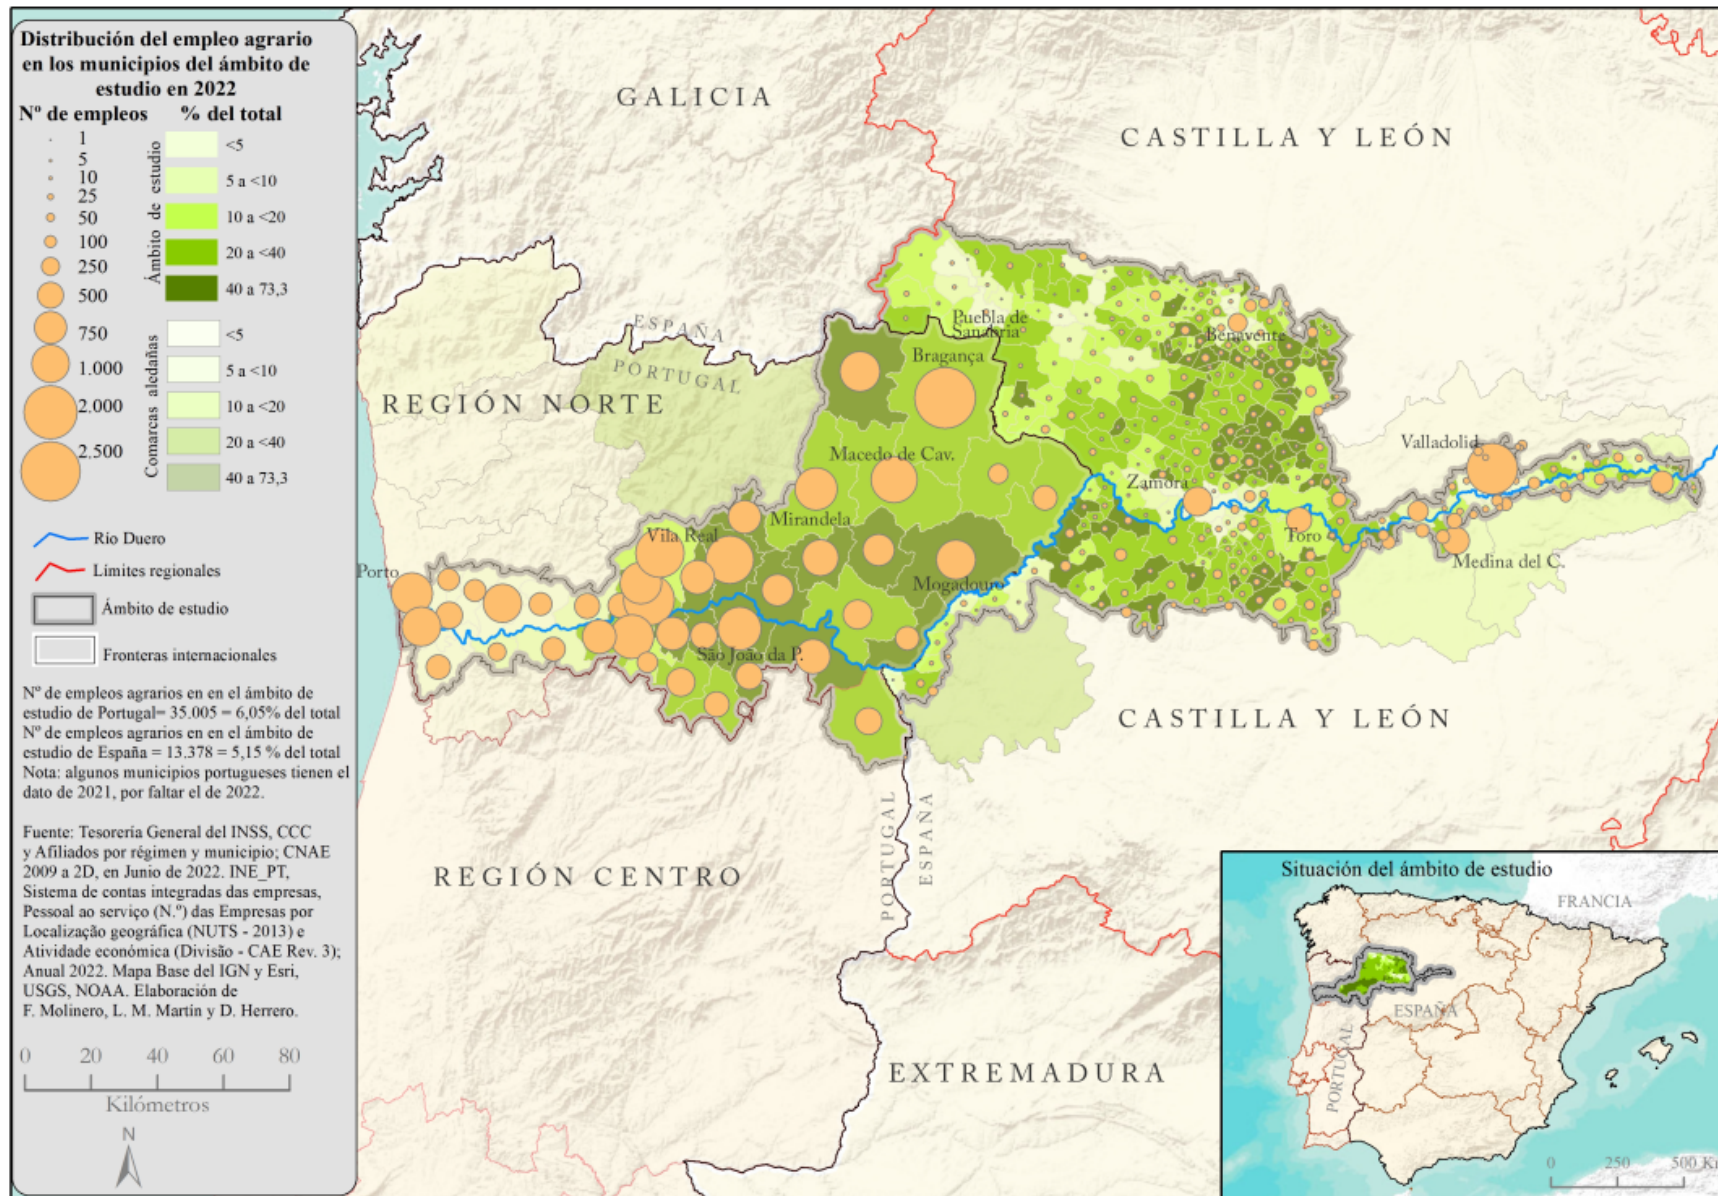 Distribución del empleo agrario
en los municipios del ámbito de
estudio en 2022
Nº de empleos % del total
1
5
10
25
50
100
250
500
750
1.000
2.000
2.500
Ámbito de estudio
<5
5 a <10
10 a <20
20 a <40
40 a 73,3
Comarcas aledañas
<5
5 a <10
10 a <20
20 a <40
40 a 73,3
Río Duero
Límites regionales
Ámbito de estudio
Fronteras internacionales
Nº de empleos agrarios en en el ámbito de
estudio de Portugal= 35.005 = 6,05% del total
Nº de empleos agrarios en en el ámbito de
estudio de España = 13.378 = 5,15 % del total
Nota: algunos municipios portugueses tienen el
dato de 2021, por faltar el de 2022.
Fuente: Tesorería General del INSS, CCC
y Afiliados por régimen y municipio; CNAE
2009 a 2D, en Junio de 2022. INE_PT,
Sistema de contas integradas das empresas,
Pessoal ao serviço (N.º) das Empresas por
Localização geográfica (NUTS - 2013) e
Atividade económica (Divisão - CAE Rev. 3);
Anual 2022. Mapa Base del IGN y Esri,
USGS, NOAA. Elaboración de
F. Molinero, L. M. Martín y D. Herrero.
0 20 40 60 80
Kilómetros
N
GALICIA
CASTILLA Y LEÓN
Puebla de
Sanabria
Benavente
ESPAÑA
PORTUGAL
Bragança
REGIÓN NORTE
Valladolid
Macedo de Cav.
Zamora
Mirandela
Vila Real
Toro
Medina del C.
Porto
Mogadouro
São João da P.
CASTILLA Y LEÓN
PORTUGAL
ESPAÑA
REGIÓN CENTRO
EXTREMADURA
Situación del ámbito de estudio
FRANCIA
ESPAÑA
PORTUGAL
0 250 500 Km